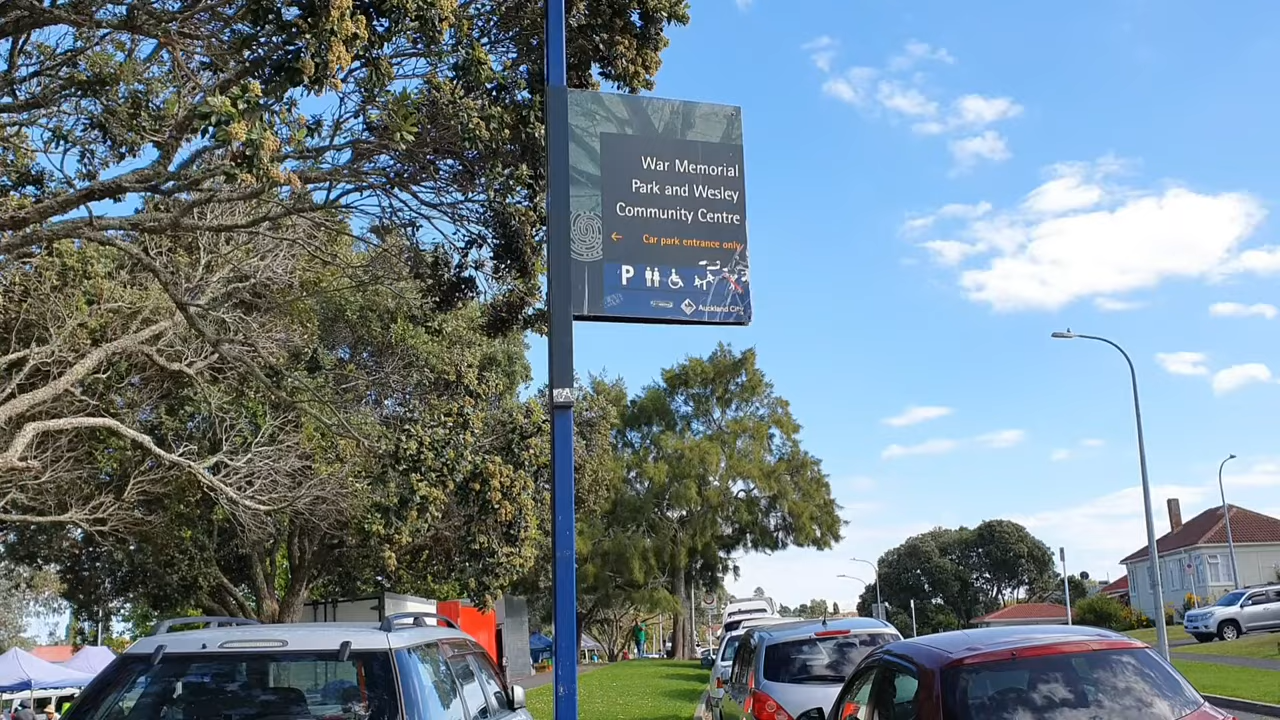 War Memorial
Park and Wesley
Community Centre
← Car park entrance only
P
Auckland City